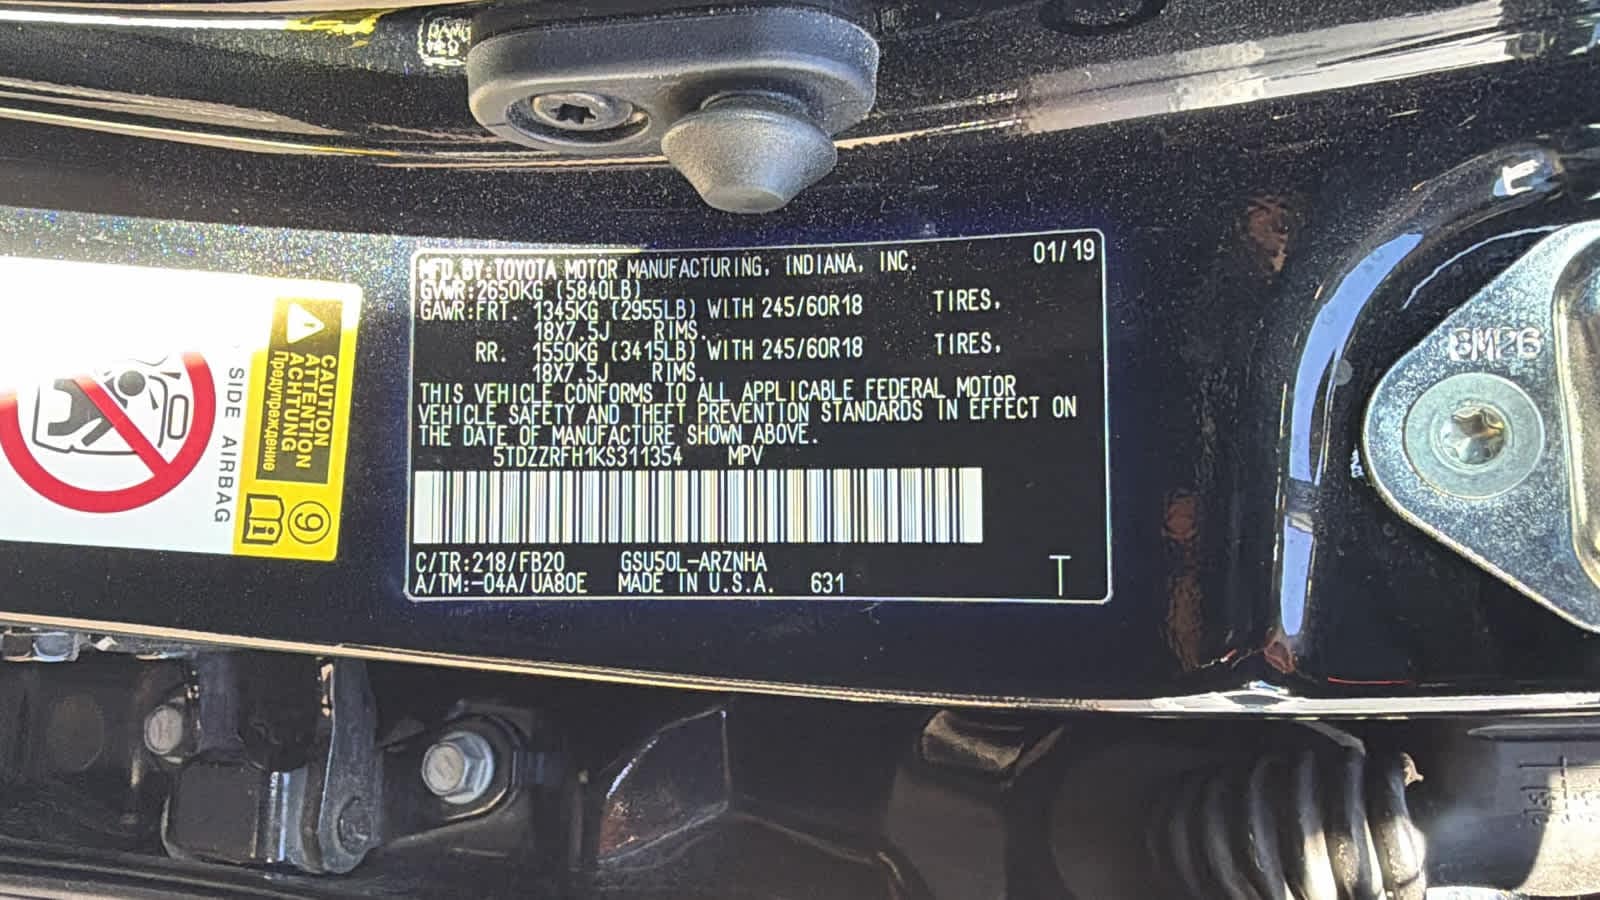 MFD.BY:TOYOTA MOTOR MANUFACTURING, INDIANA, INC. 01/19
GVWR:2650KG (5840LB)
GAWR:FRT. 1345KG (2955LB) WITH 245/60R18 TIRES,
18X7.5J RIMS.
RR. 1550KG (3415LB) WITH 245/60R18 TIRES,
18X7.5J RIMS.
THIS VEHICLE CONFORMS TO ALL APPLICABLE FEDERAL MOTOR
VEHICLE SAFETY AND THEFT PREVENTION STANDARDS IN EFFECT ON
THE DATE OF MANUFACTURE SHOWN ABOVE.
5TDZZRFH1KS311354 MPV
C/TR:218/FB20 GSU50L-ARZNHA
A/TM:-04A/UA80E MADE IN U.S.A. 631 T
CAUTION
ATTENTION
ACHTUNG
Предупреждение
SIDE AIRBAG
9